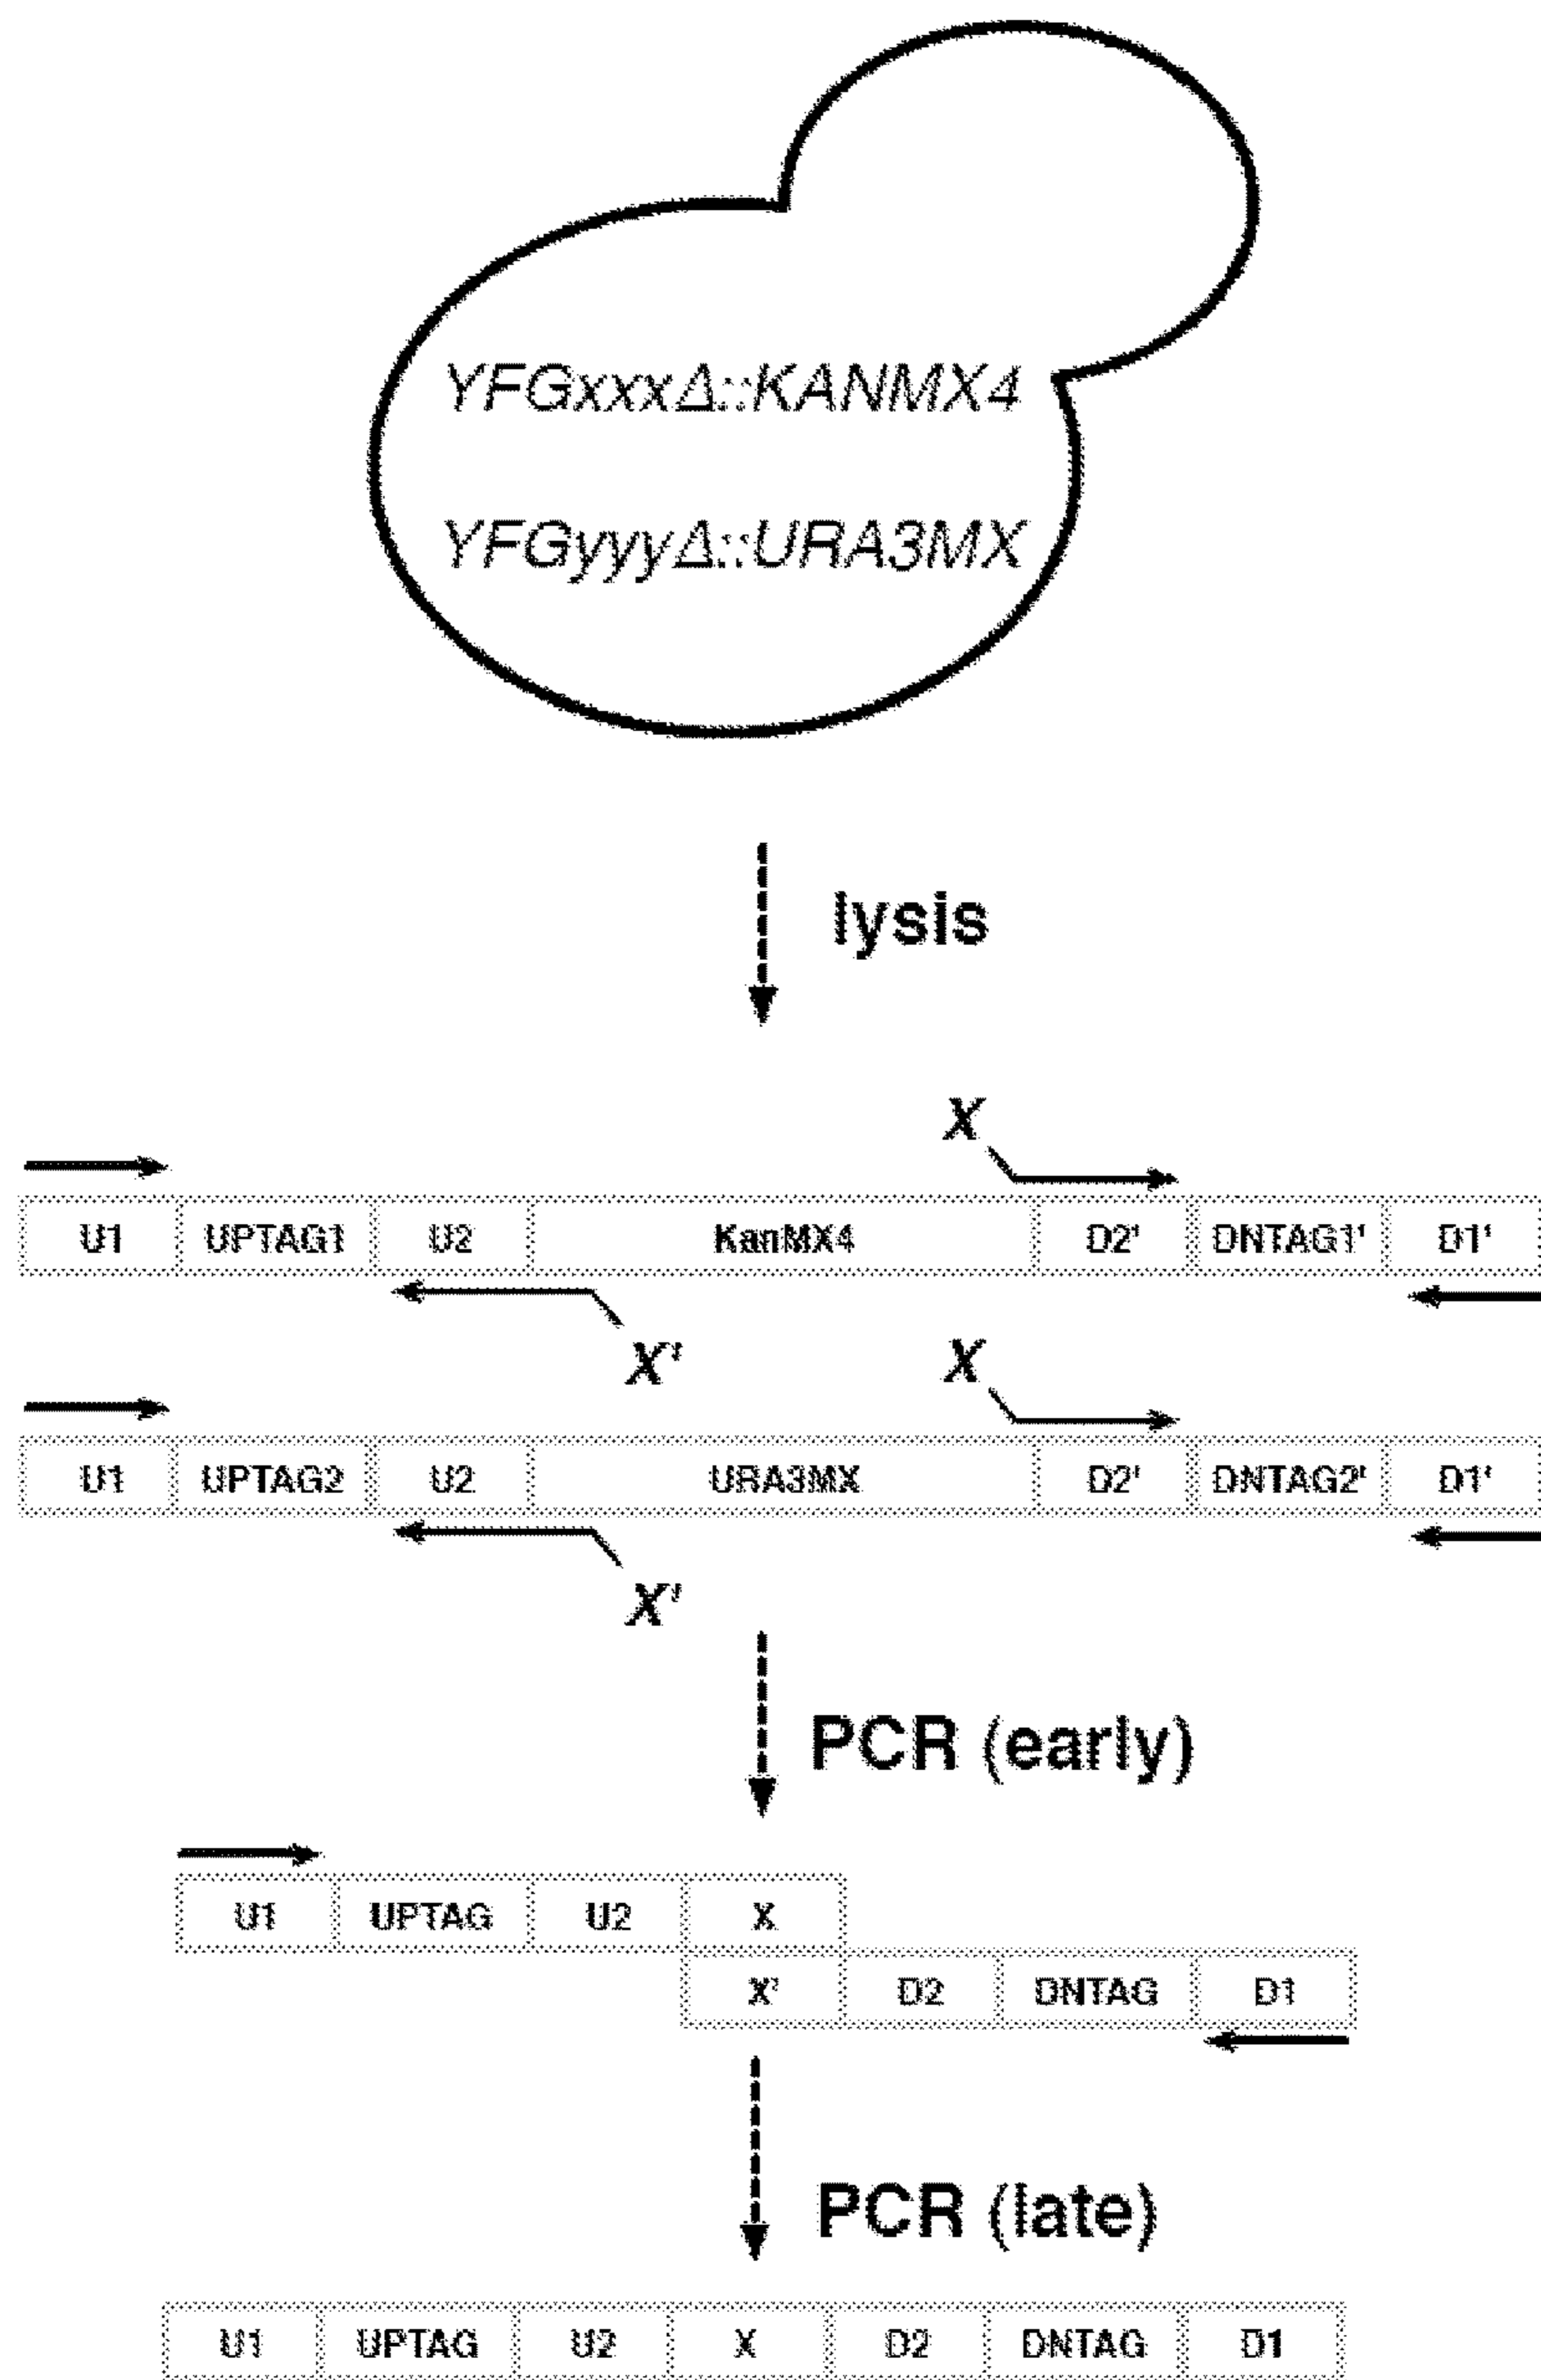 YFGxxxΔ::KANMX4
YFGyyyΔ::URA3MX
lysis
X
U1 UPTAG1 U2 KanMX4 D2' DNTAG1' D1'
X'
X
U1 UPTAG2 U2 URA3MX D2' DNTAG2' D1'
X'
PCR (early)
U1 UPTAG U2 X
X' D2 DNTAG D1
PCR (late)
U1 UPTAG U2 X D2 DNTAG D1